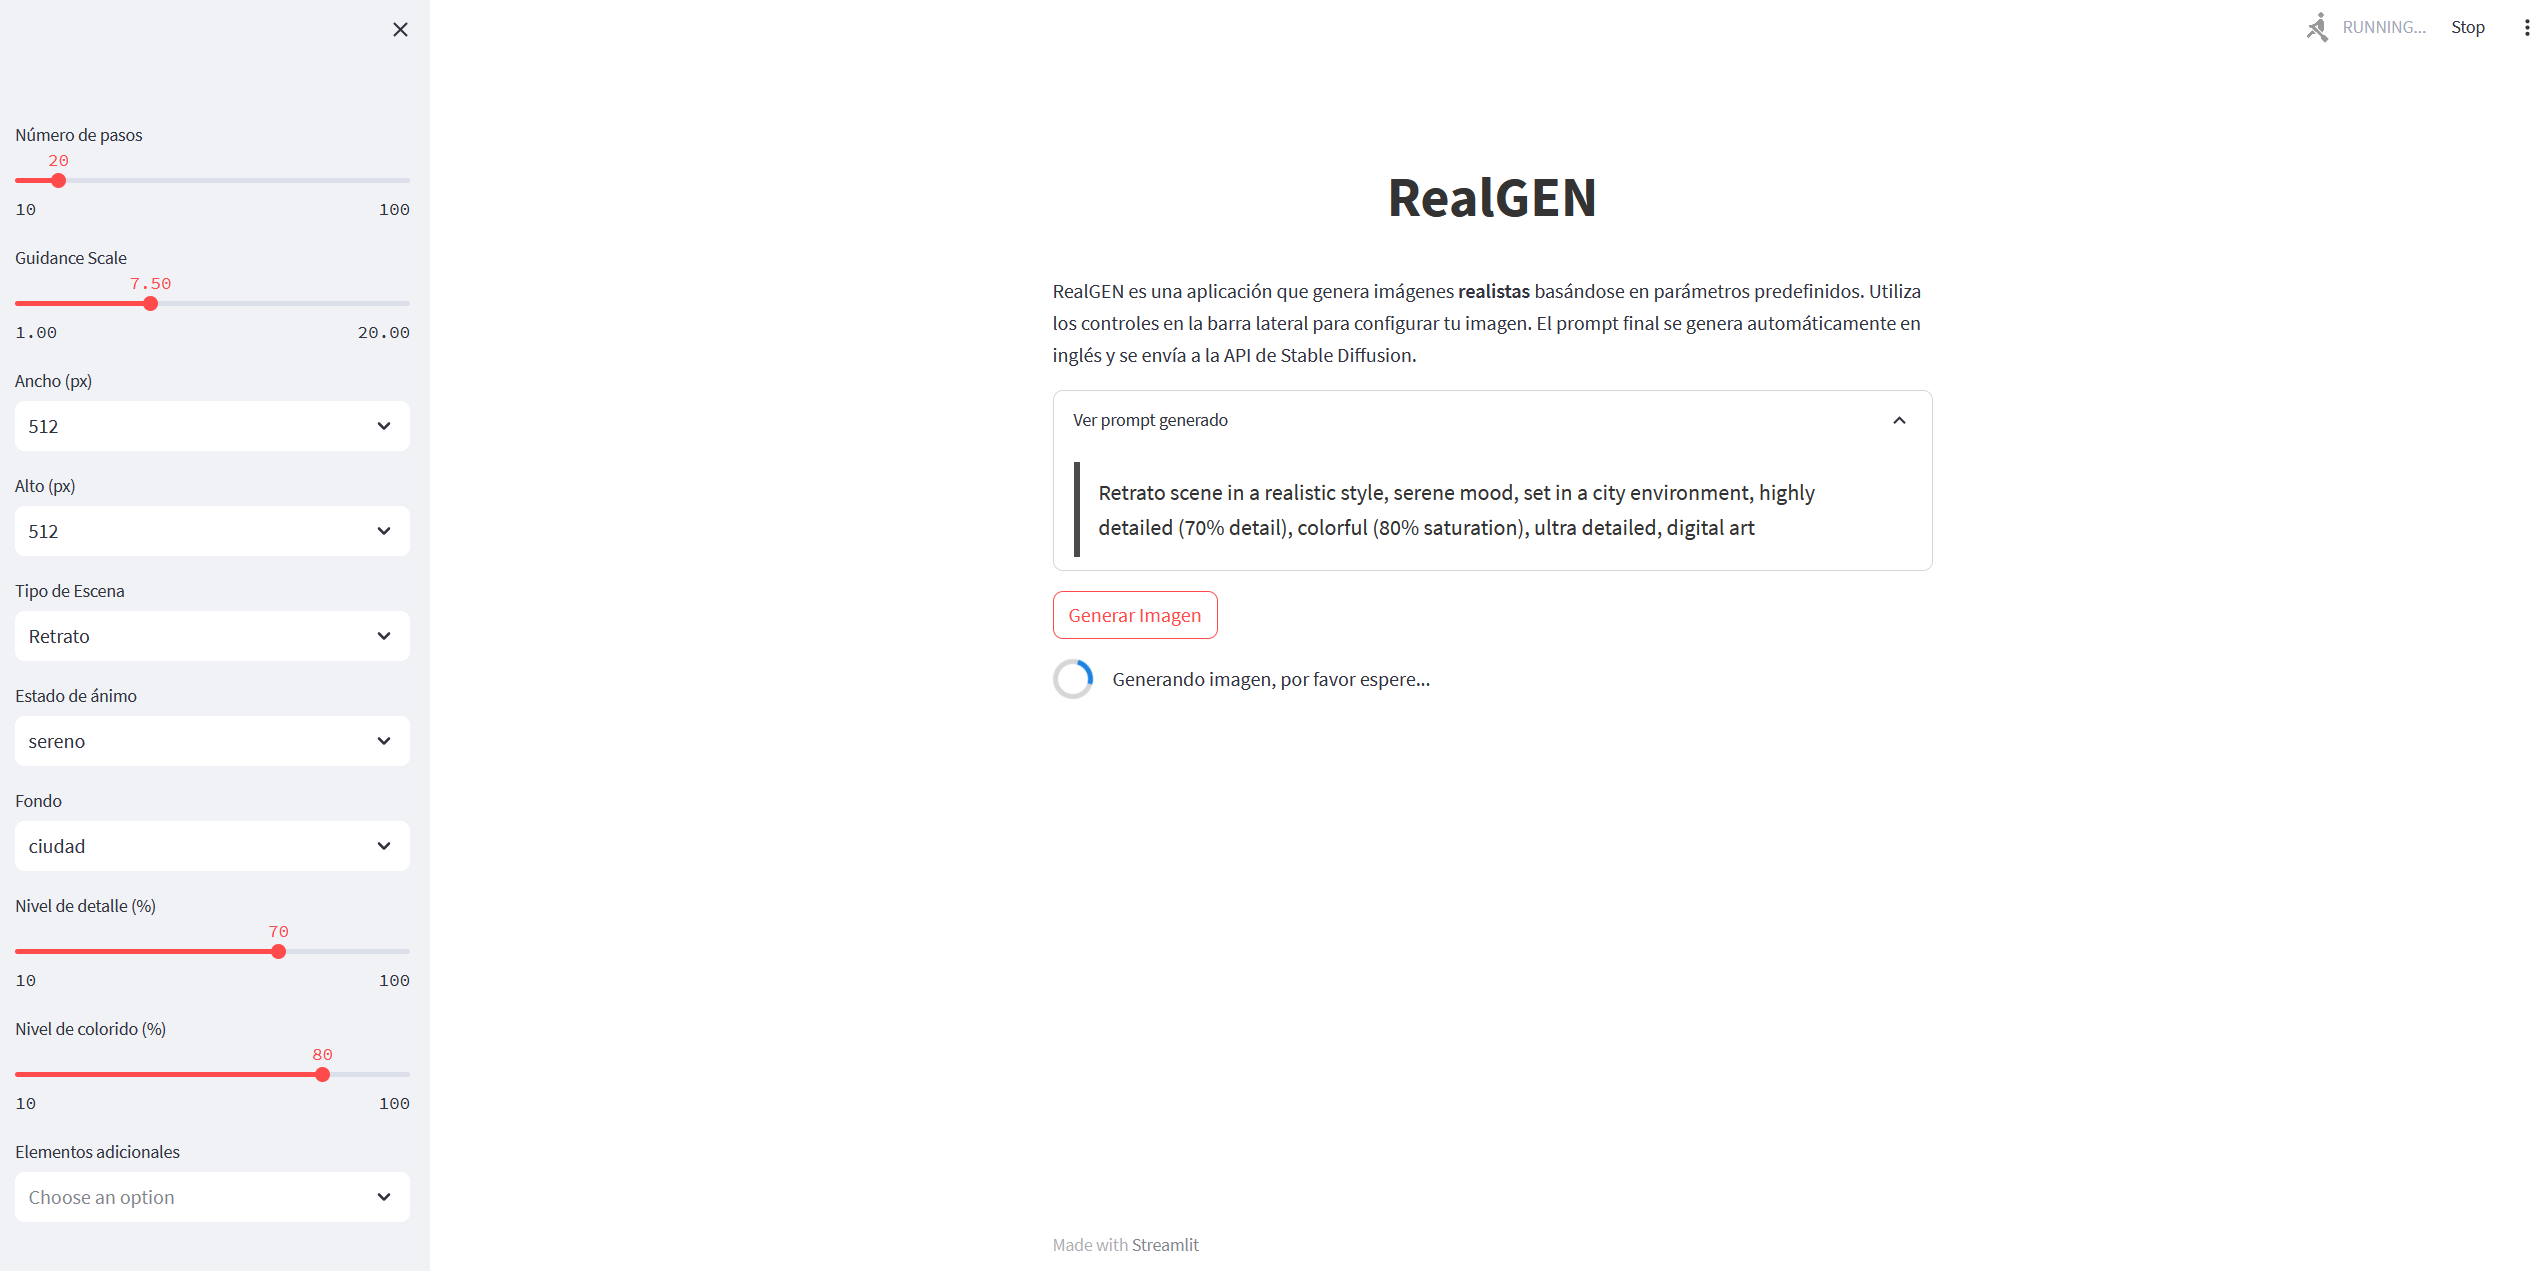 RUNNING...
Stop
Número de pasos
20
10
100
Guidance Scale
7.50
1.00
20.00
Ancho (px)
512
Alto (px)
512
Tipo de Escena
Retrato
Estado de ánimo
sereno
Fondo
ciudad
Nivel de detalle (%)
70
10
100
Nivel de colorido (%)
80
10
100
Elementos adicionales
Choose an option
RealGEN
RealGEN es una aplicación que genera imágenes realistas basándose en parámetros predefinidos. Utiliza
los controles en la barra lateral para configurar tu imagen. El prompt final se genera automáticamente en
inglés y se envía a la API de Stable Diffusion.
Ver prompt generado
Retrato scene in a realistic style, serene mood, set in a city environment, highly
detailed (70% detail), colorful (80% saturation), ultra detailed, digital art
Generar Imagen
Generando imagen, por favor espere...
Made with Streamlit